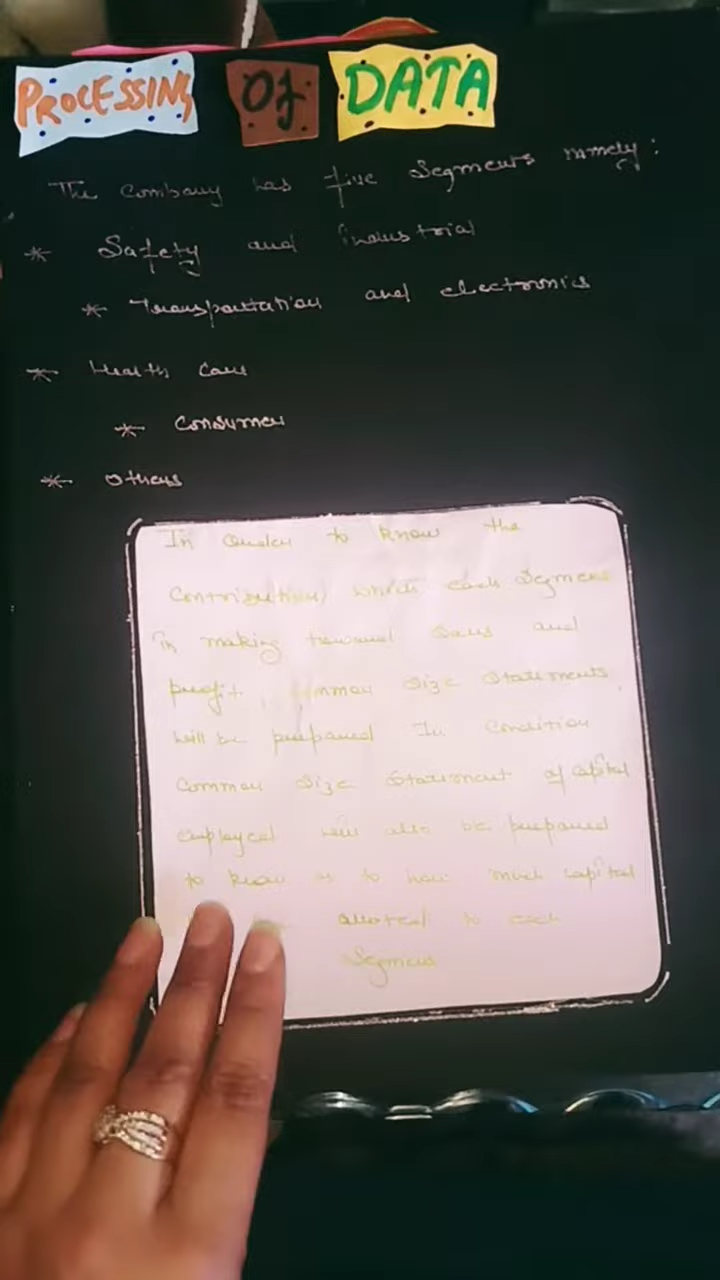 PROCESSING Of DATA
The Company has five Segments namely:
* Safety and Industrial
* Transportation and electronics
* Health Care
* Consumer
* Others
In Order to know the
Contribution which each Segment
in making toward Sales and
profit, Common Size Statements
will be prepared In Condition
Common Size Statement of Capital
employed will also be prepared
to know as to how much capital
allotted to each
Segment